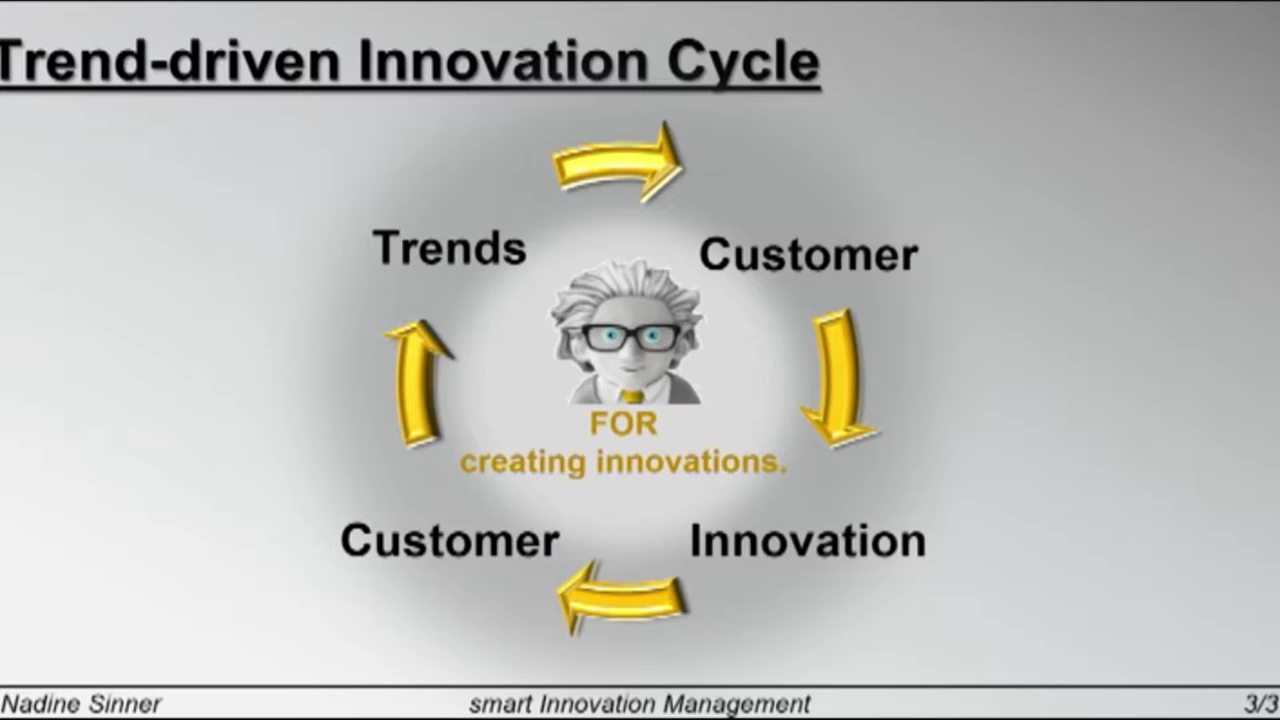 Trend-driven Innovation Cycle
Trends
Customer
FOR
creating innovations.
Customer
Innovation
Nadine Sinner
smart Innovation Management
3/3